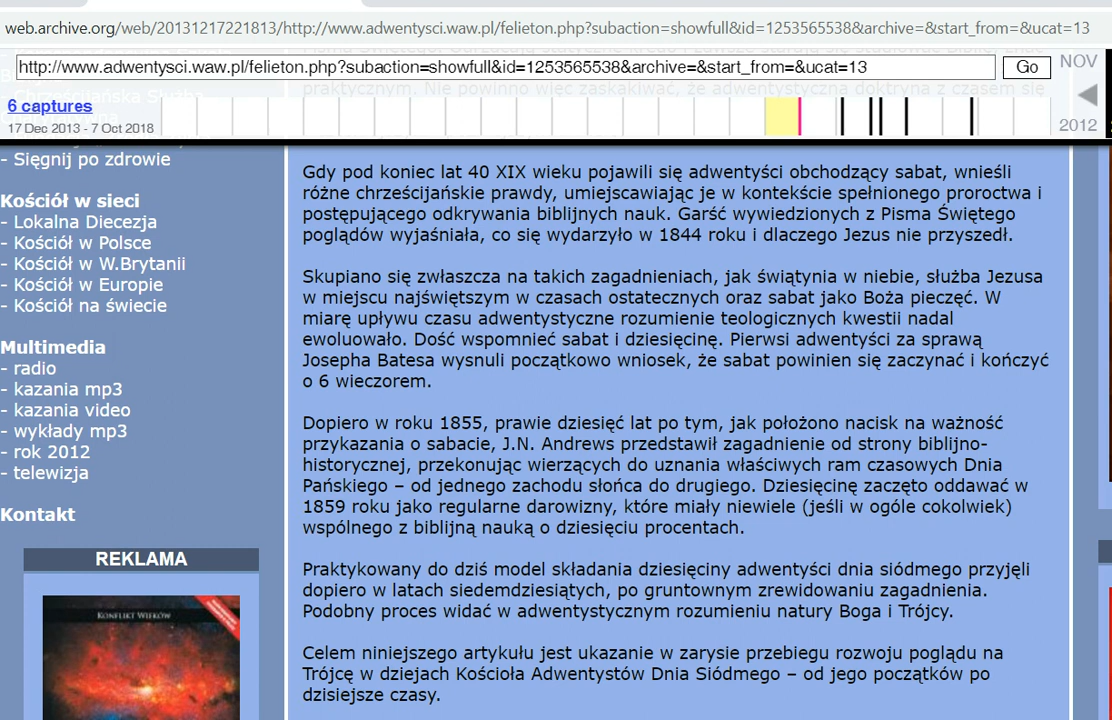 web.archive.org/web/20131217221813/http://www.adwentysci.waw.pl/felieton.php?subaction=showfull&id=1253565538&archive=&start_from=&ucat=13
http://www.adwentysci.waw.pl/felieton.php?subaction=showfull&id=1253565538&archive=&start_from=&ucat=13
Go
NOV
6 captures
17 Dec 2013 - 7 Oct 2018
2012
praktycznym. Nie powinno więc zaskakiwać, że adwentystyczna doktryna z czasem się
- Chrześcijańska Służba
- Sięgnij po zdrowie
Kościół w sieci
- Lokalna Diecezja
- Kościół w Polsce
- Kościół w W.Brytanii
- Kościół w Europie
- Kościół na świecie
Multimedia
- radio
- kazania mp3
- kazania video
- wykłady mp3
- rok 2012
- telewizja
Kontakt
REKLAMA
KONFLIKT WIEKÓW
Gdy pod koniec lat 40 XIX wieku pojawili się adwentyści obchodzący sabat, wnieśli
różne chrześcijańskie prawdy, umiejscawiając je w kontekście spełnionego proroctwa i
postępującego odkrywania biblijnych nauk. Garść wywiedzionych z Pisma Świętego
poglądów wyjaśniała, co się wydarzyło w 1844 roku i dlaczego Jezus nie przyszedł.
Skupiano się zwłaszcza na takich zagadnieniach, jak świątynia w niebie, służba Jezusa
w miejscu najświętszym w czasach ostatecznych oraz sabat jako Boża pieczęć. W
miarę upływu czasu adwentystyczne rozumienie teologicznych kwestii nadal
ewoluowało. Dość wspomnieć sabat i dziesięcinę. Pierwsi adwentyści za sprawą
Josepha Batesa wysnuli początkowo wniosek, że sabat powinien się zaczynać i kończyć
o 6 wieczorem.
Dopiero w roku 1855, prawie dziesięć lat po tym, jak położono nacisk na ważność
przykazania o sabacie, J.N. Andrews przedstawił zagadnienie od strony biblijno-
historycznej, przekonując wierzących do uznania właściwych ram czasowych Dnia
Pańskiego – od jednego zachodu słońca do drugiego. Dziesięcinę zaczęto oddawać w
1859 roku jako regularne darowizny, które miały niewiele (jeśli w ogóle cokolwiek)
wspólnego z biblijną nauką o dziesięciu procentach.
Praktykowany do dziś model składania dziesięciny adwentyści dnia siódmego przyjęli
dopiero w latach siedemdziesiątych, po gruntownym zrewidowaniu zagadnienia.
Podobny proces widać w adwentystycznym rozumieniu natury Boga i Trójcy.
Celem niniejszego artykułu jest ukazanie w zarysie przebiegu rozwoju poglądu na
Trójcę w dziejach Kościoła Adwentystów Dnia Siódmego – od jego początków po
dzisiejsze czasy.